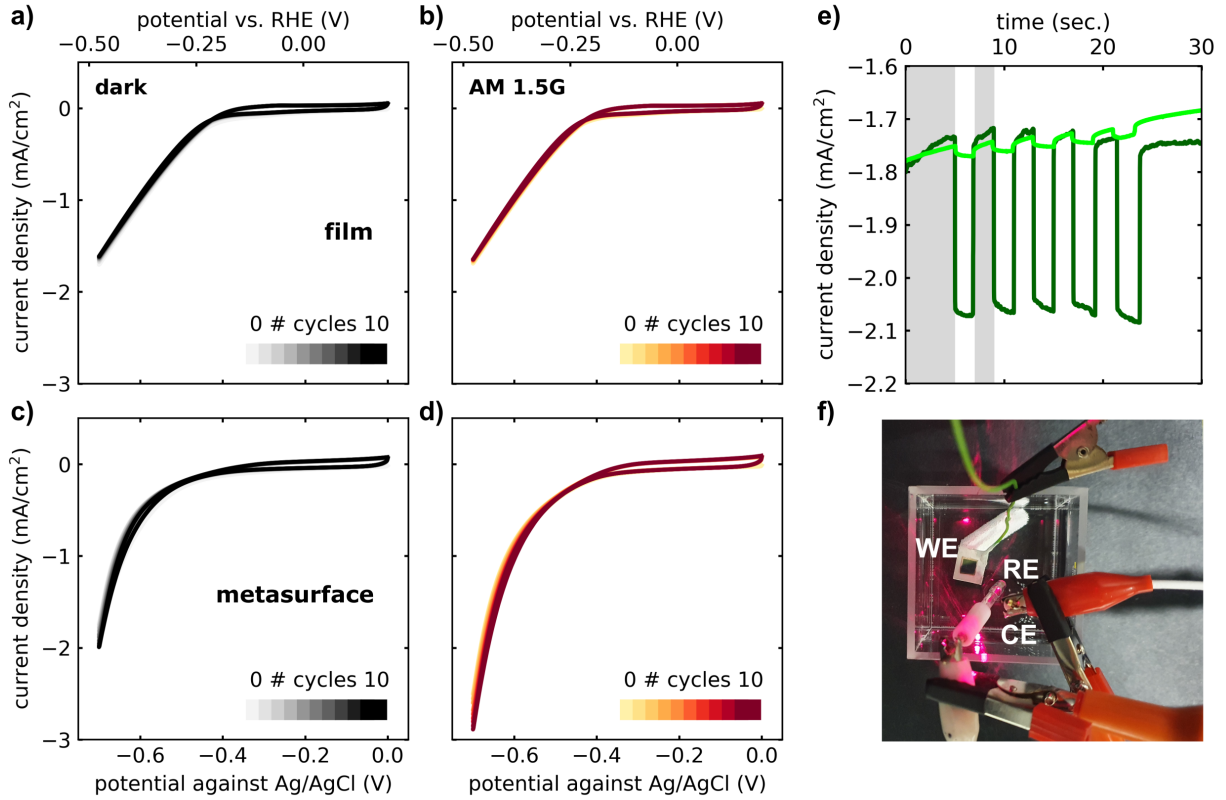 a)
potential vs. RHE (V)
−0.50 −0.25 0.00
dark
film
0 # cycles 10
current density (mA/cm²)
0
−1
−2
−3
b)
potential vs. RHE (V)
−0.50 −0.25 0.00
AM 1.5G
0 # cycles 10
c)
metasurface
0 # cycles 10
current density (mA/cm²)
0
−1
−2
−3
−0.6 −0.4 −0.2 0.0
potential against Ag/AgCl (V)
d)
0 # cycles 10
−0.6 −0.4 −0.2 0.0
potential against Ag/AgCl (V)
e)
time (sec.)
0 10 20 30
current density (mA/cm²)
−1.6
−1.7
−1.8
−1.9
−2.0
−2.1
−2.2
f)
WE
RE
CE